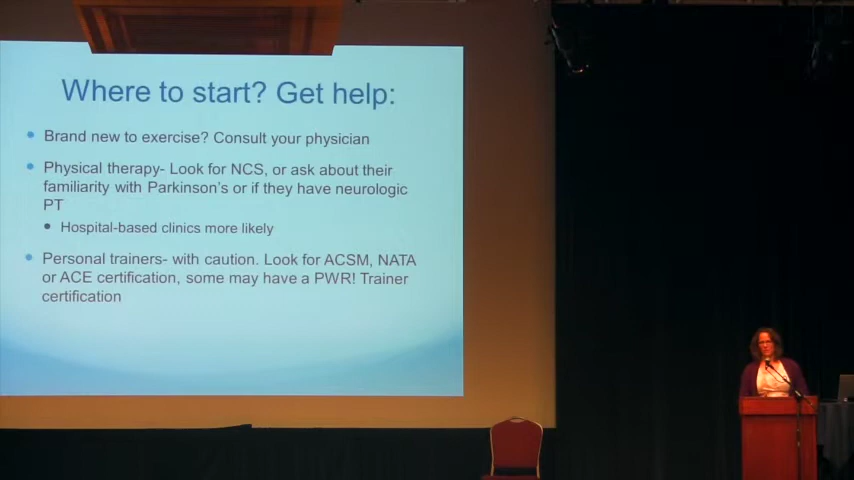 Where to start? Get help:
Brand new to exercise? Consult your physician
Physical therapy- Look for NCS, or ask about their
familiarity with Parkinson's or if they have neurologic
PT
Hospital-based clinics more likely
Personal trainers- with caution. Look for ACSM, NATA
or ACE certification, some may have a PWR! Trainer
certification